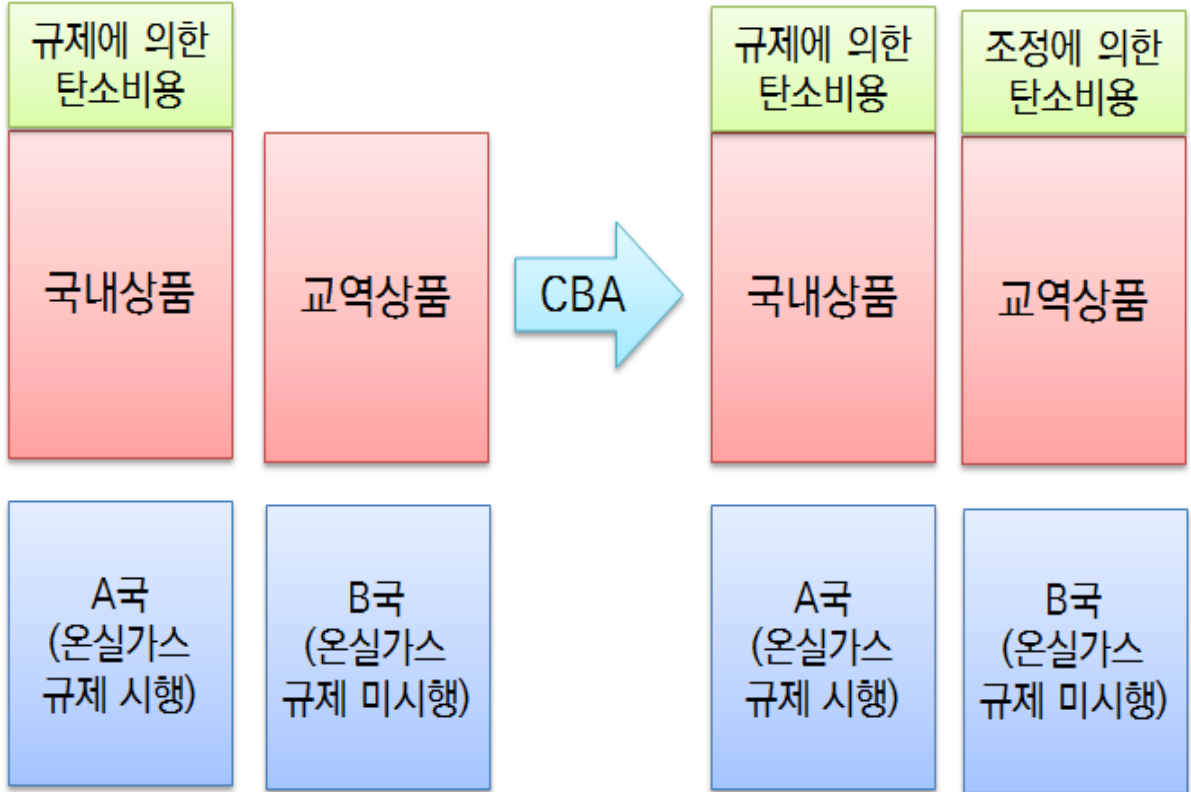 규제에 의한
탄소비용
국내상품
교역상품
A국
(온실가스
규제 시행)
B국
(온실가스
규제 미시행)
CBA
규제에 의한
탄소비용
조정에 의한
탄소비용
국내상품
교역상품
A국
(온실가스
규제 시행)
B국
(온실가스
규제 미시행)